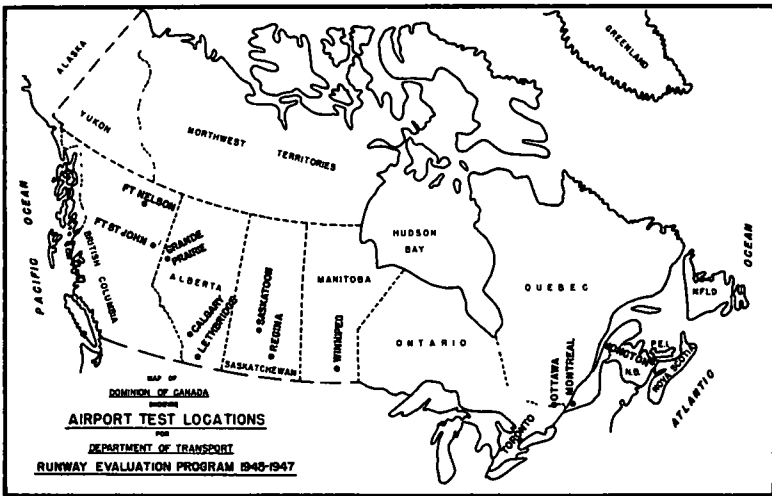 GREENLAND
ALASKA
YUKON
NORTHWEST TERRITORIES
FT NELSON
PACIFIC OCEAN
HUDSON BAY
OCEAN
FT ST JOHN
GRANDE PRAIRIE
BRITISH COLUMBIA
ALBERTA
SASKATOON
MANITOBA
QUEBEC
NFLD
CALGARY
LETHBRIDGE
REGINA
WINNIPEG
ONTARIO
P.E.I.
MONCTON
N.B.
NOVA SCOTIA
SASKATCHEWAN
OTTAWA
MONTREAL
ATLANTIC
TORONTO
MAP OF
DOMINION OF CANADA
SHOWING
AIRPORT TEST LOCATIONS
FOR
DEPARTMENT OF TRANSPORT
RUNWAY EVALUATION PROGRAM 1945-1947